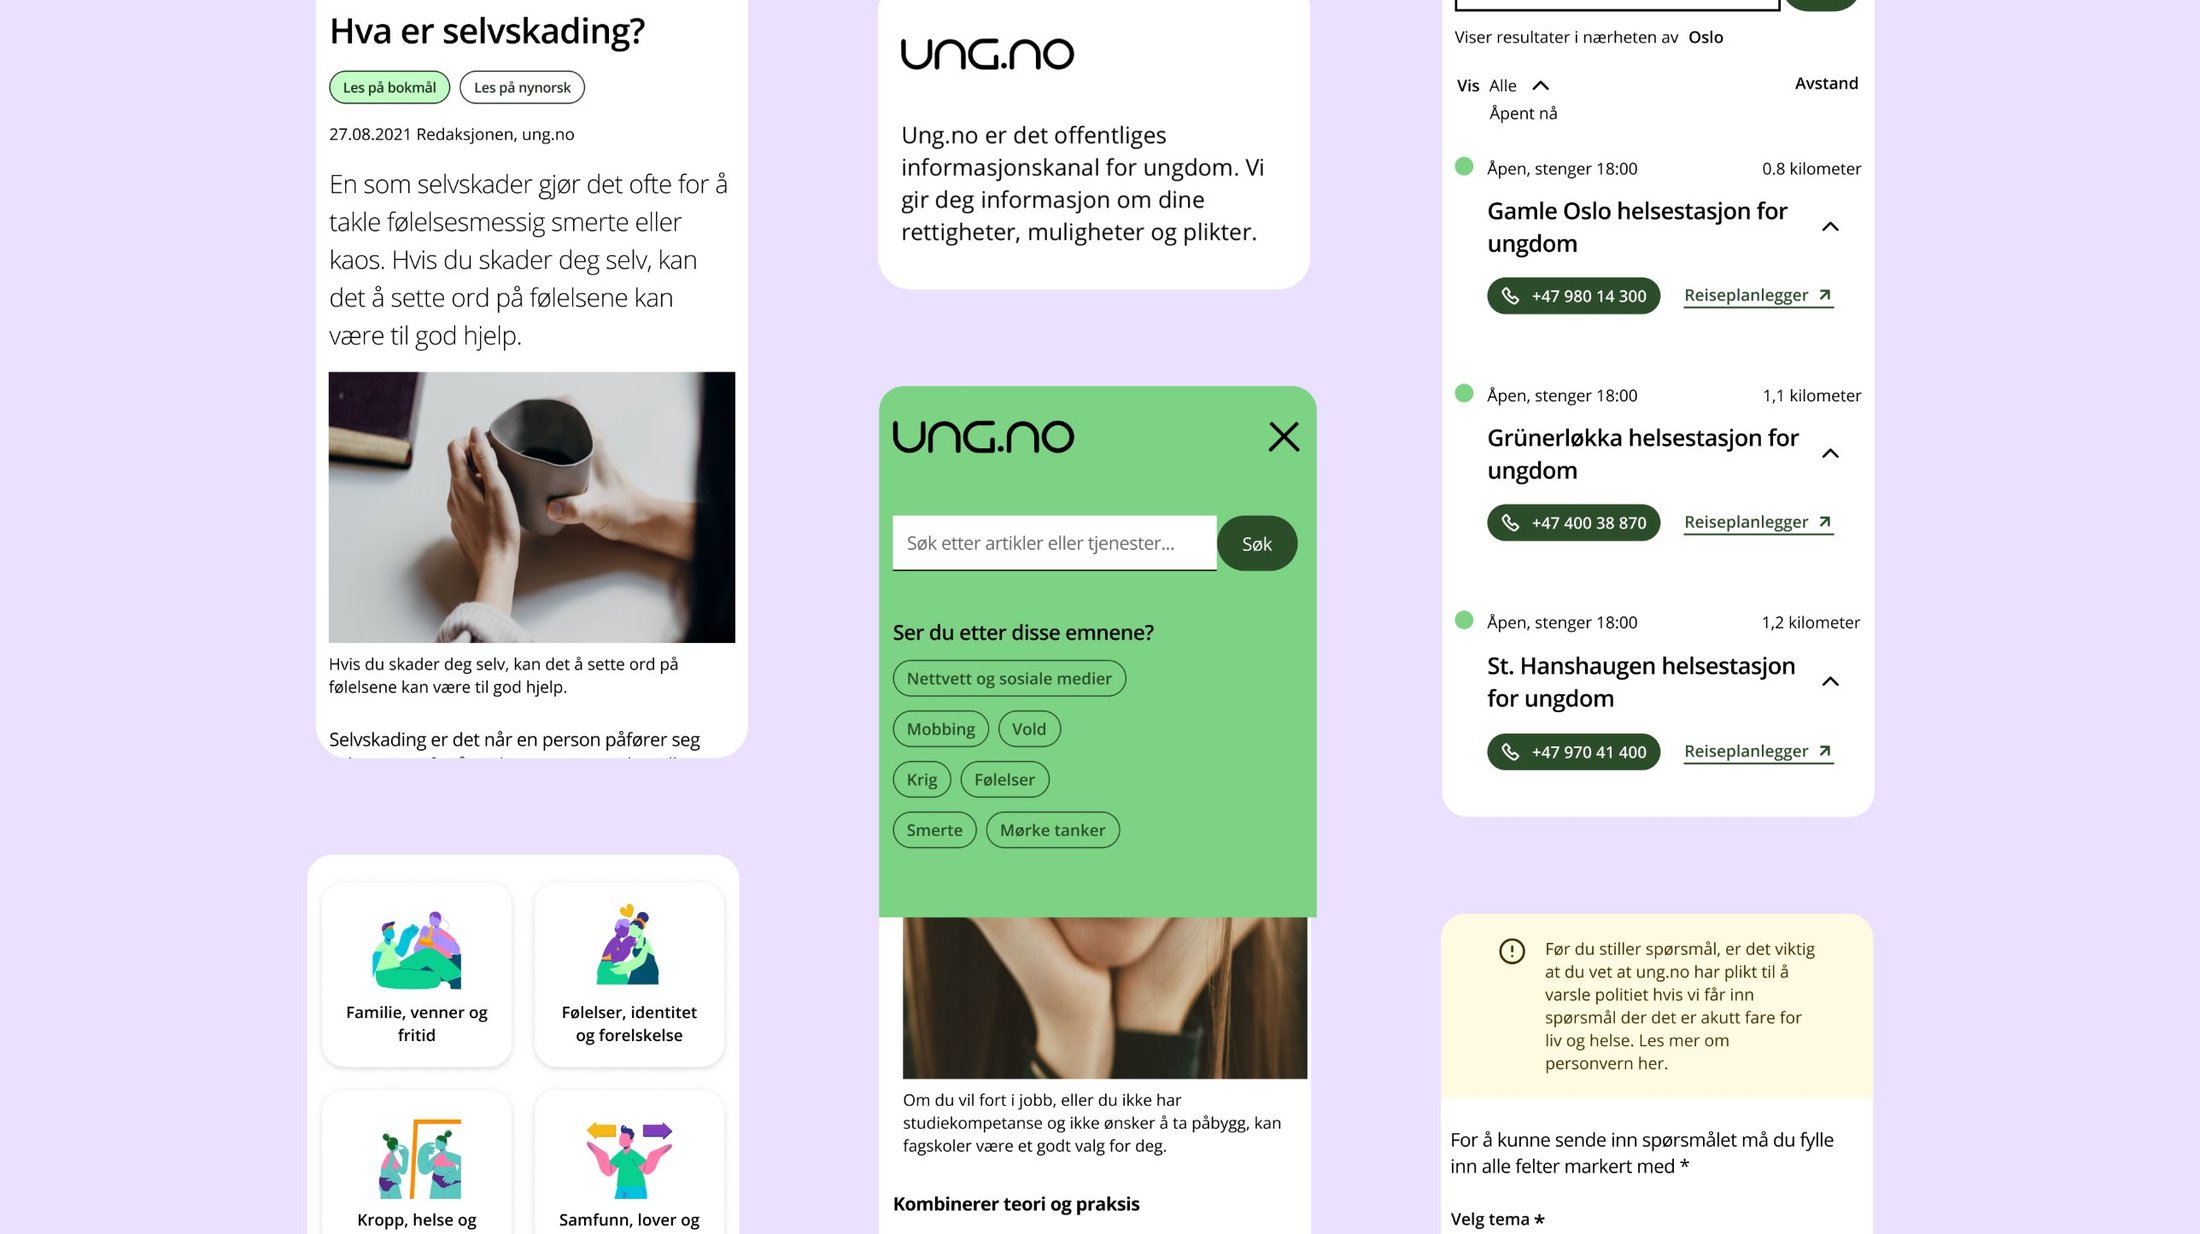 Hva er selvskading?
Les på bokmål
Les på nynorsk
27.08.2021 Redaksjonen, ung.no
En som selvskader gjør det ofte for å
takle følelsesmessig smerte eller
kaos. Hvis du skader deg selv, kan
det å sette ord på følelsene kan
være til god hjelp.
Hvis du skader deg selv, kan det å sette ord på
følelsene kan være til god hjelp.
Selvskading er det når en person påfører seg
Familie, venner og
fritid
Følelser, identitet
og forelskelse
Kropp, helse og
Samfunn, lover og
UNG.NO
Ung.no er det offentliges
informasjonskanal for ungdom. Vi
gir deg informasjon om dine
rettigheter, muligheter og plikter.
UNG.NO
Søk etter artikler eller tjenester...
Søk
Ser du etter disse emnene?
Nettvett og sosiale medier
Mobbing
Vold
Krig
Følelser
Smerte
Mørke tanker
Om du vil fort i jobb, eller du ikke har
studiekompetanse og ikke ønsker å ta påbygg, kan
fagskoler være et godt valg for deg.
Kombinerer teori og praksis
Viser resultater i nærheten av Oslo
Vis Alle
Avstand
Åpent nå
Åpen, stenger 18:00
0.8 kilometer
Gamle Oslo helsestasjon for
ungdom
+47 980 14 300
Reiseplanlegger
Åpen, stenger 18:00
1,1 kilometer
Grünerløkka helsestasjon for
ungdom
+47 400 38 870
Reiseplanlegger
Åpen, stenger 18:00
1,2 kilometer
St. Hanshaugen helsestasjon
for ungdom
+47 970 41 400
Reiseplanlegger
Før du stiller spørsmål, er det viktig
at du vet at ung.no har plikt til å
varsle politiet hvis vi får inn
spørsmål der det er akutt fare for
liv og helse. Les mer om
personvern her.
For å kunne sende inn spørsmålet må du fylle
inn alle felter markert med *
Velg tema *